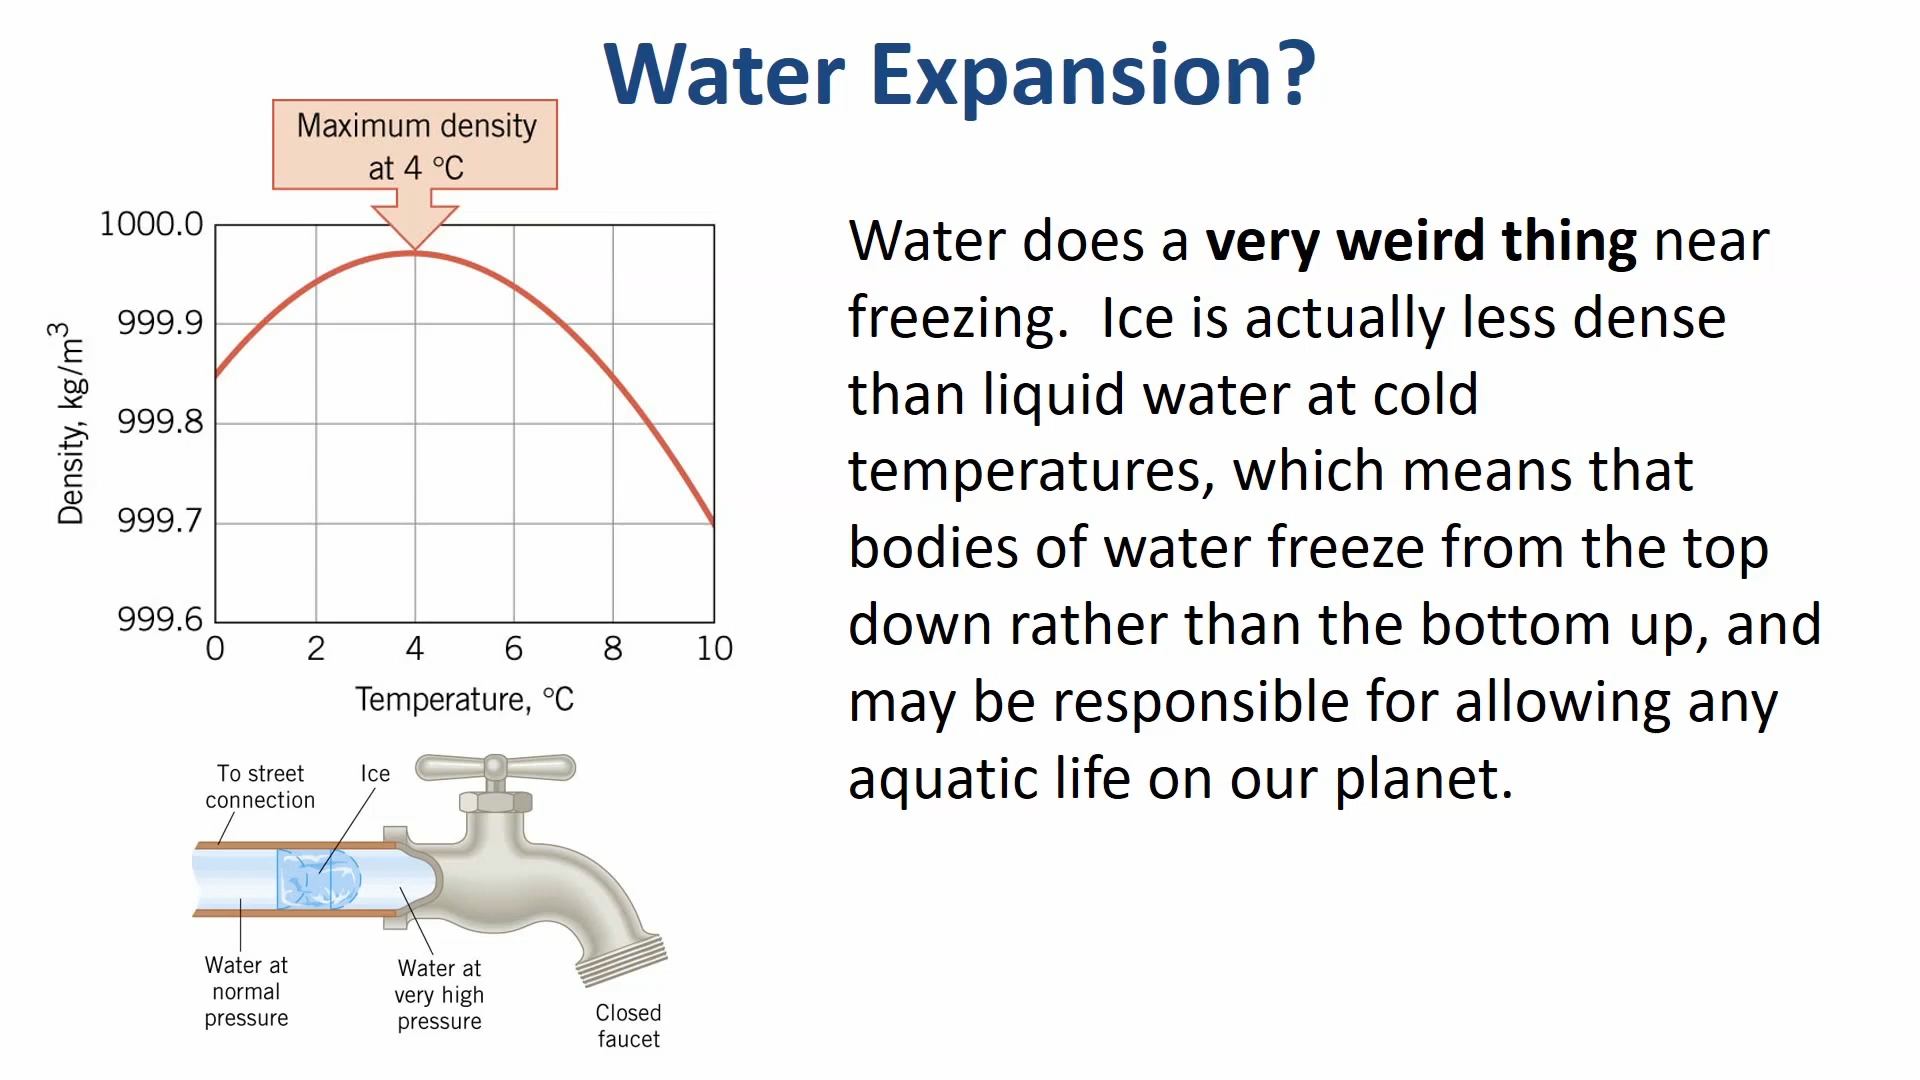 Water Expansion?
Maximum density
at 4 °C
1000.0
999.9
999.8
999.7
999.6
Density, kg/m³
0 2 4 6 8 10
Temperature, °C
Water does a very weird thing near
freezing. Ice is actually less dense
than liquid water at cold
temperatures, which means that
bodies of water freeze from the top
down rather than the bottom up, and
may be responsible for allowing any
aquatic life on our planet.
To street
connection
Ice
Water at
normal
pressure
Water at
very high
pressure
Closed
faucet